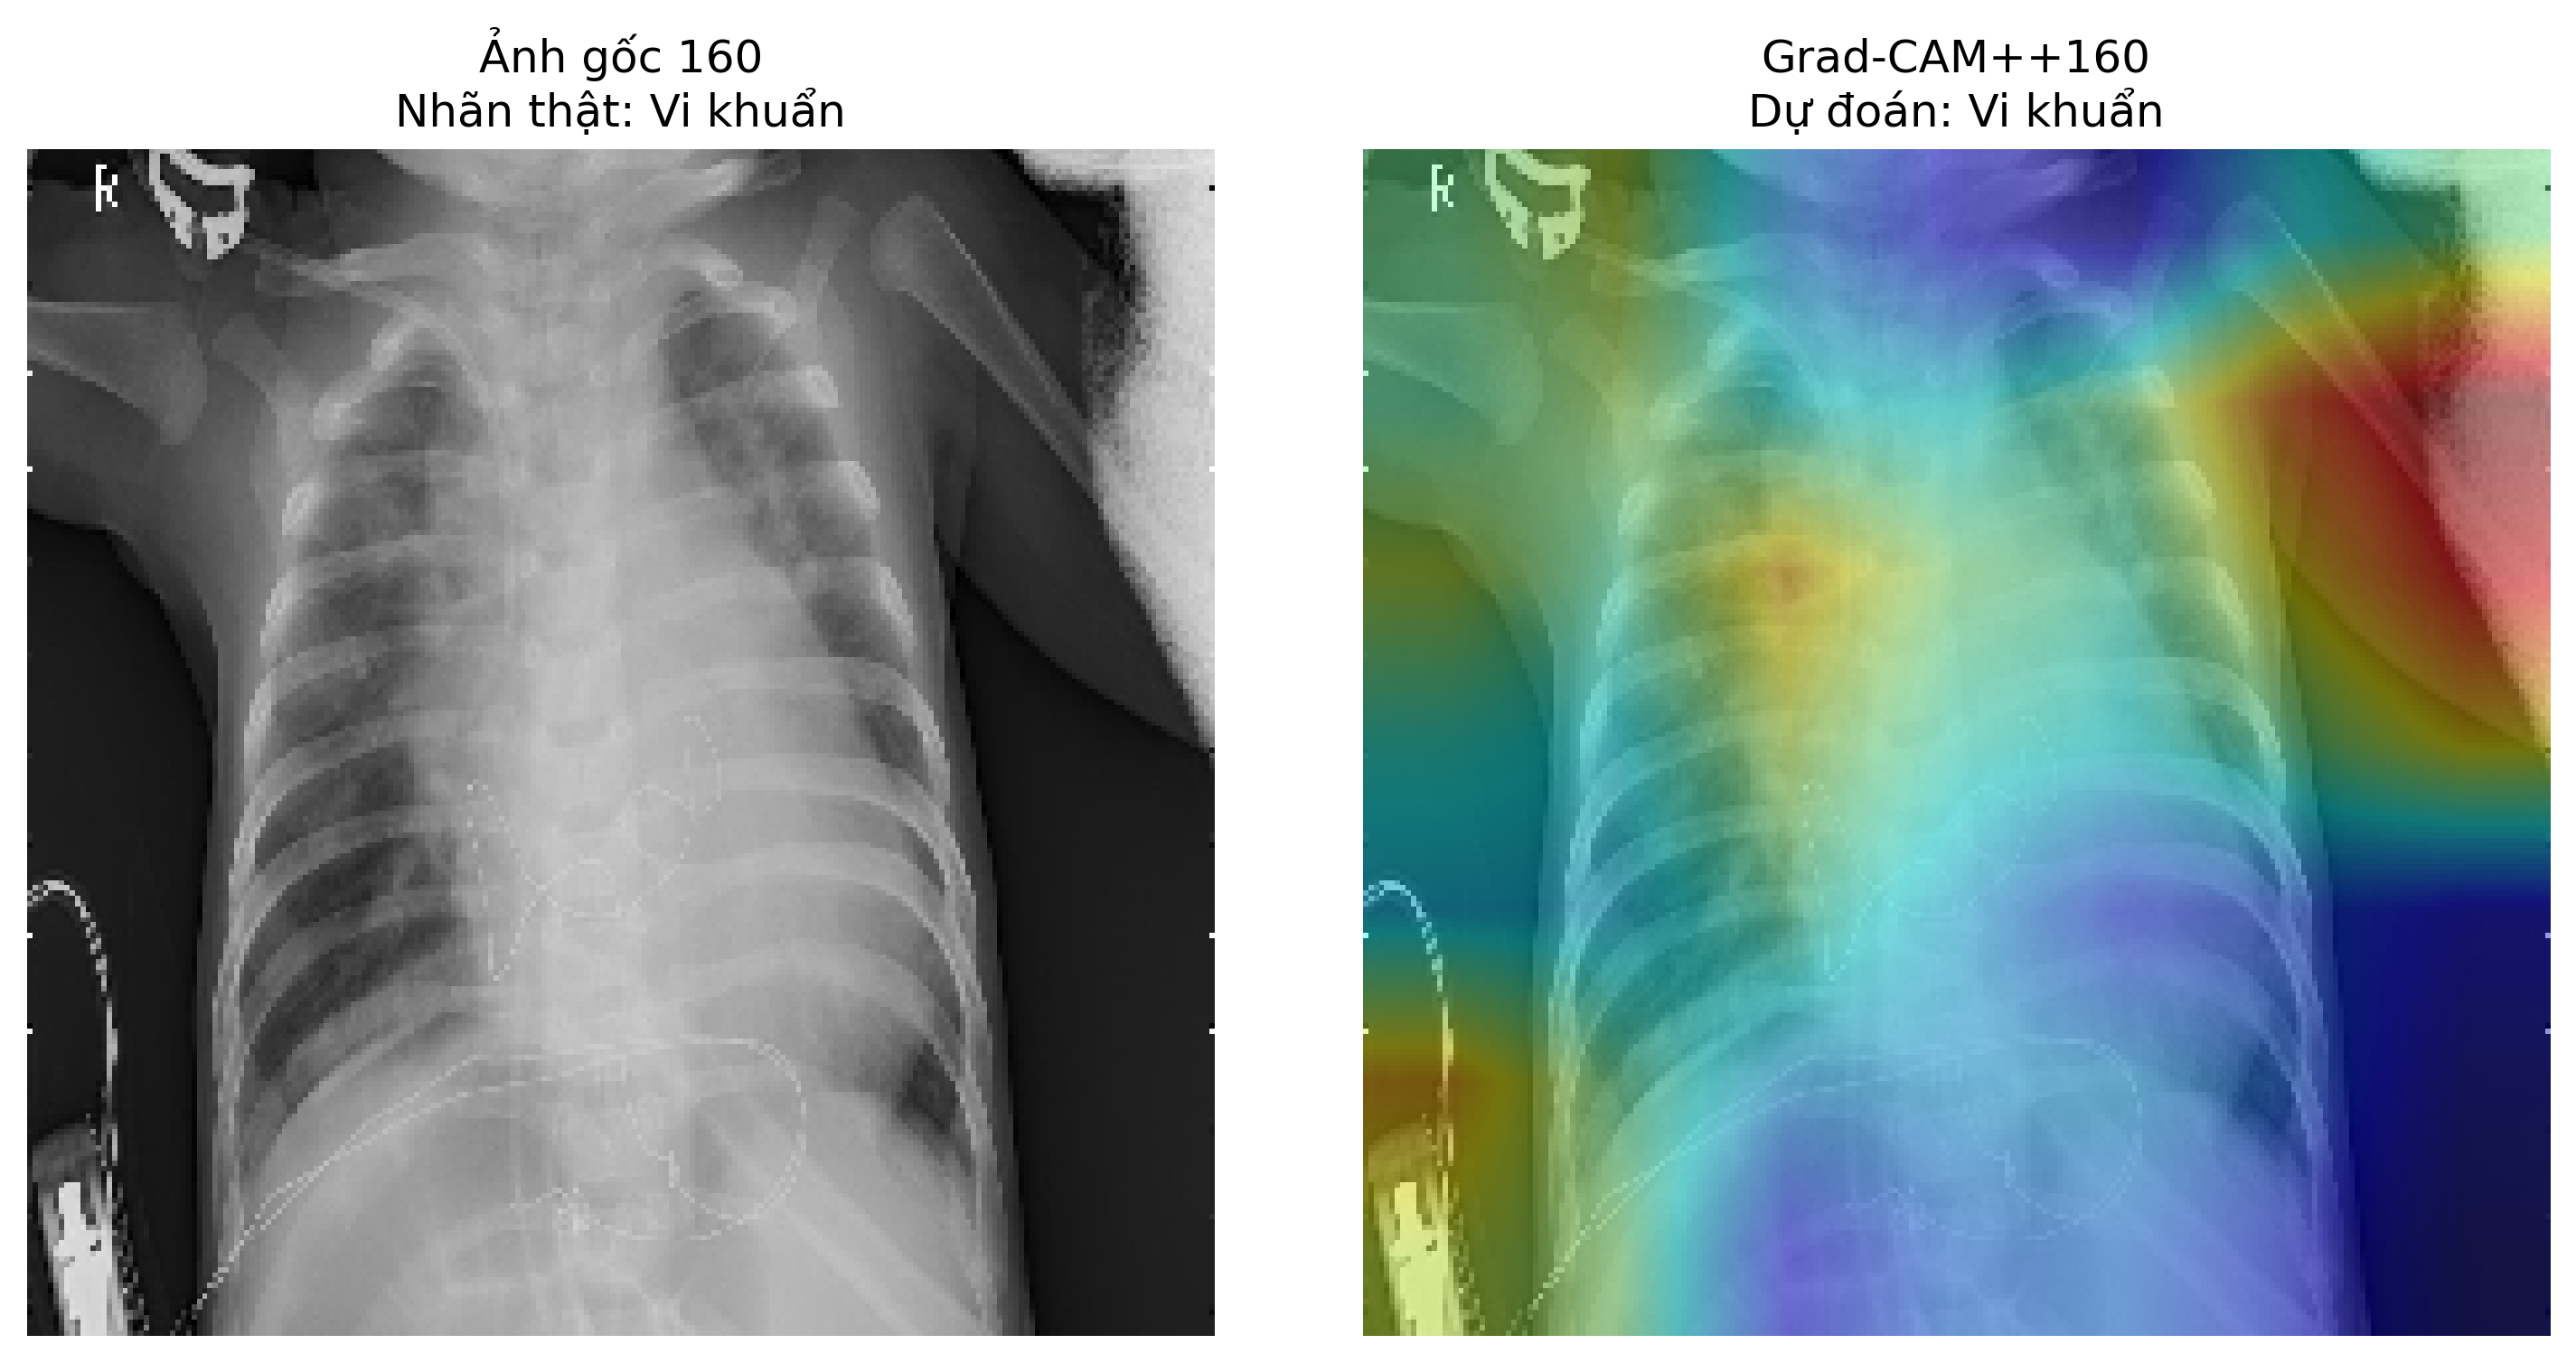 Ảnh gốc 160
Nhãn thật: Vi khuẩn
Grad-CAM++160
Dự đoán: Vi khuẩn
R